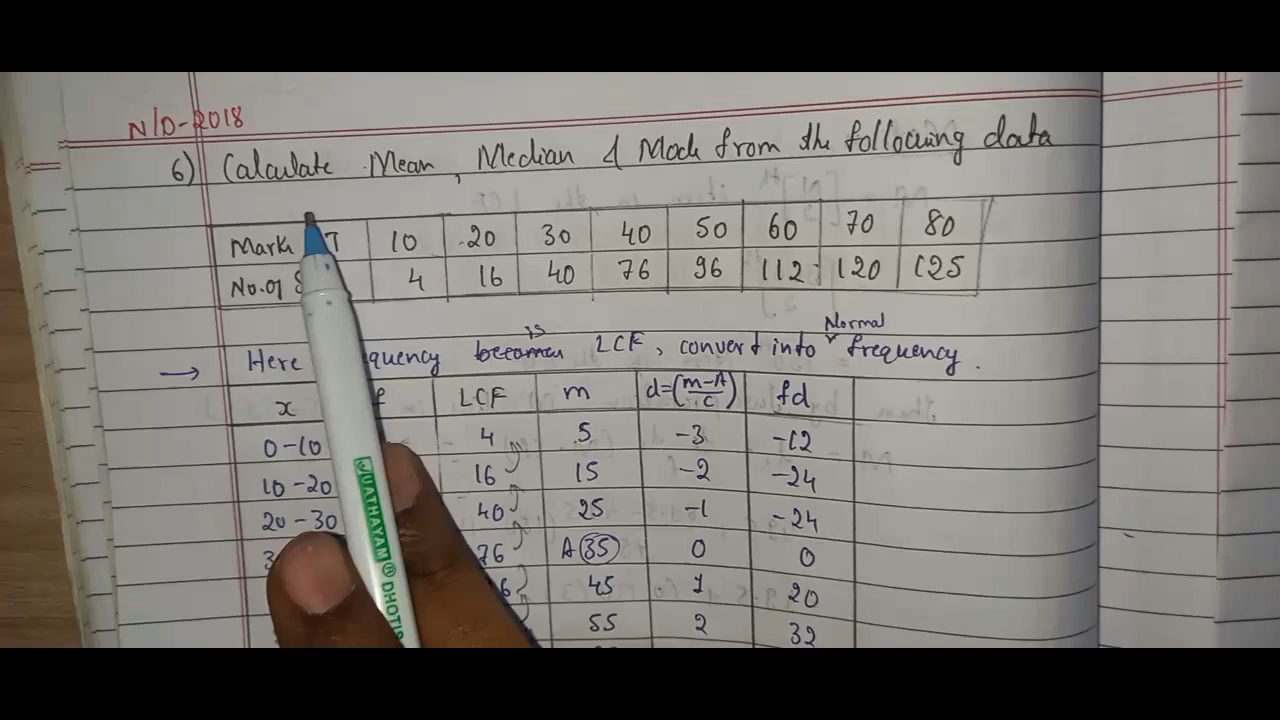 N/D-2018
6) Calculate Mean, Median & Mode from the following data
Mark 10 20 30 40 50 60 70 80
No. of 4 16 40 76 96 112 120 125
is Normal
→ Here LCF, convert into frequency.
x f LCF m d=(m-A/c) fd
0-10 4 5 -3 -12
10-20 16 15 -2 -24
20-30 40 25 -1 -24
76 A 35 0 0
45 1 20
55 2 32
UATHAYAM® DHOTI